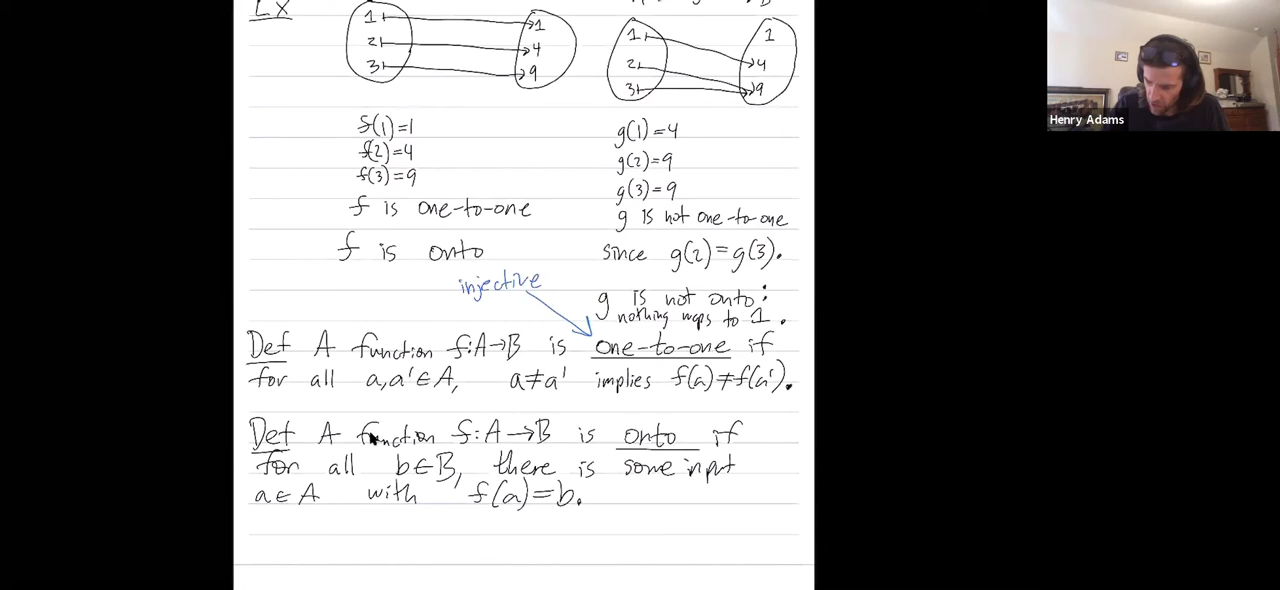 Ex
1
2
3
1
4
9
1
2
3
1
4
9
f(1)=1
f(2)=4
f(3)=9
f is one-to-one
f is onto
g(1)=4
g(2)=9
g(3)=9
g is not one-to-one
since g(2)=g(3).
g is not onto:
nothing maps to 1.
injective
Def A function f:A→B is one-to-one if
for all a,a'∈A, a≠a' implies f(a)≠f(a').
Def A function f:A→B is onto if
for all b∈B, there is some input
a∈A with f(a)=b.
Henry Adams